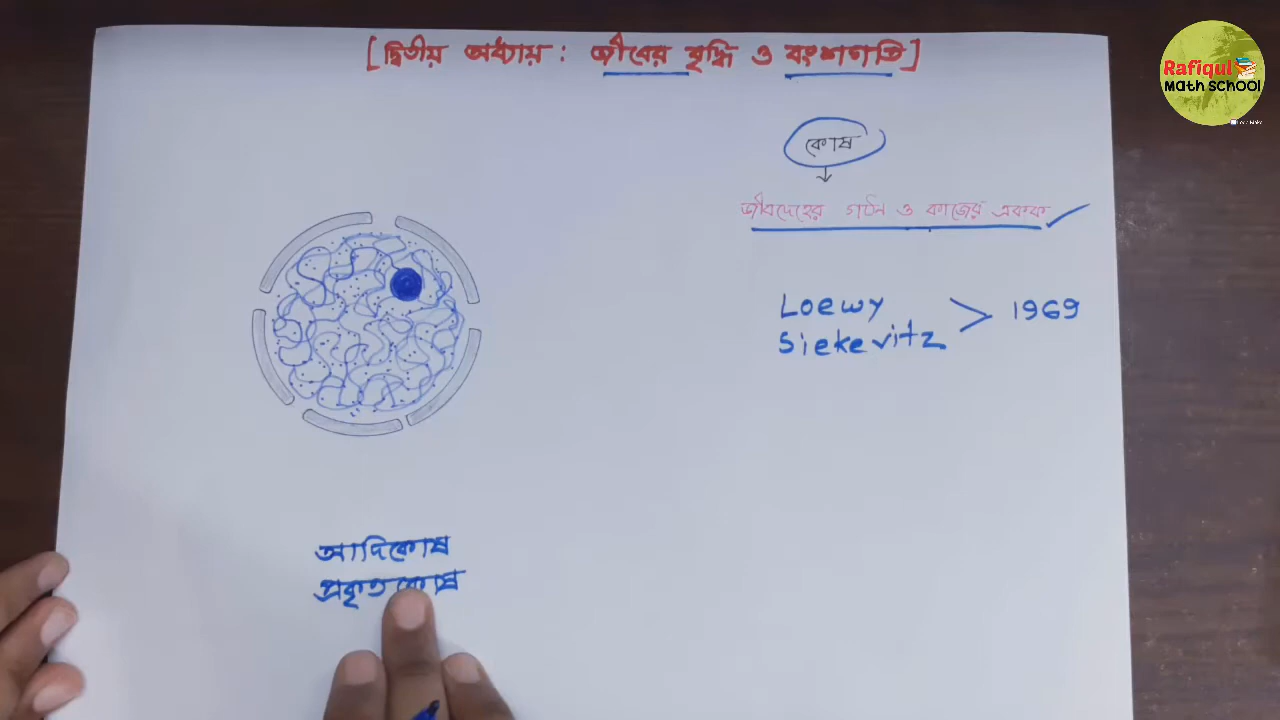 [দ্বিতীয় অধ্যায় : জীবের বৃদ্ধি ও বংশগতি]
Rafiqul
Math School
কোষ
জীবদেহের গঠন ও কাজের একক
Loewy
Siekevitz > 1969
আদিকোষ
প্রকৃতকোষ